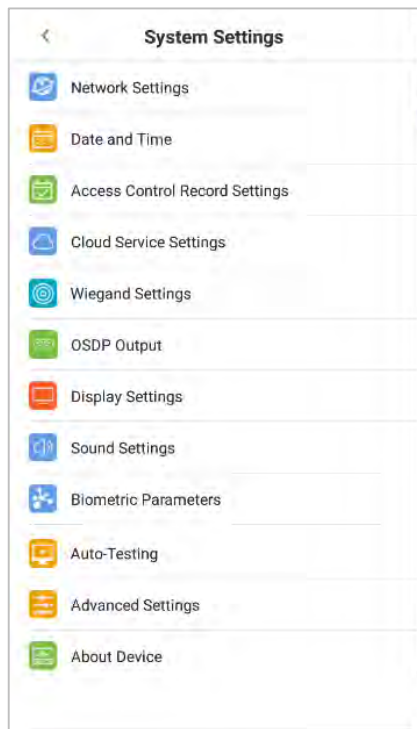 System Settings
Network Settings
Date and Time
Access Control Record Settings
Cloud Service Settings
Wiegand Settings
OSDP Output
Display Settings
Sound Settings
Biometric Parameters
Auto-Testing
Advanced Settings
About Device